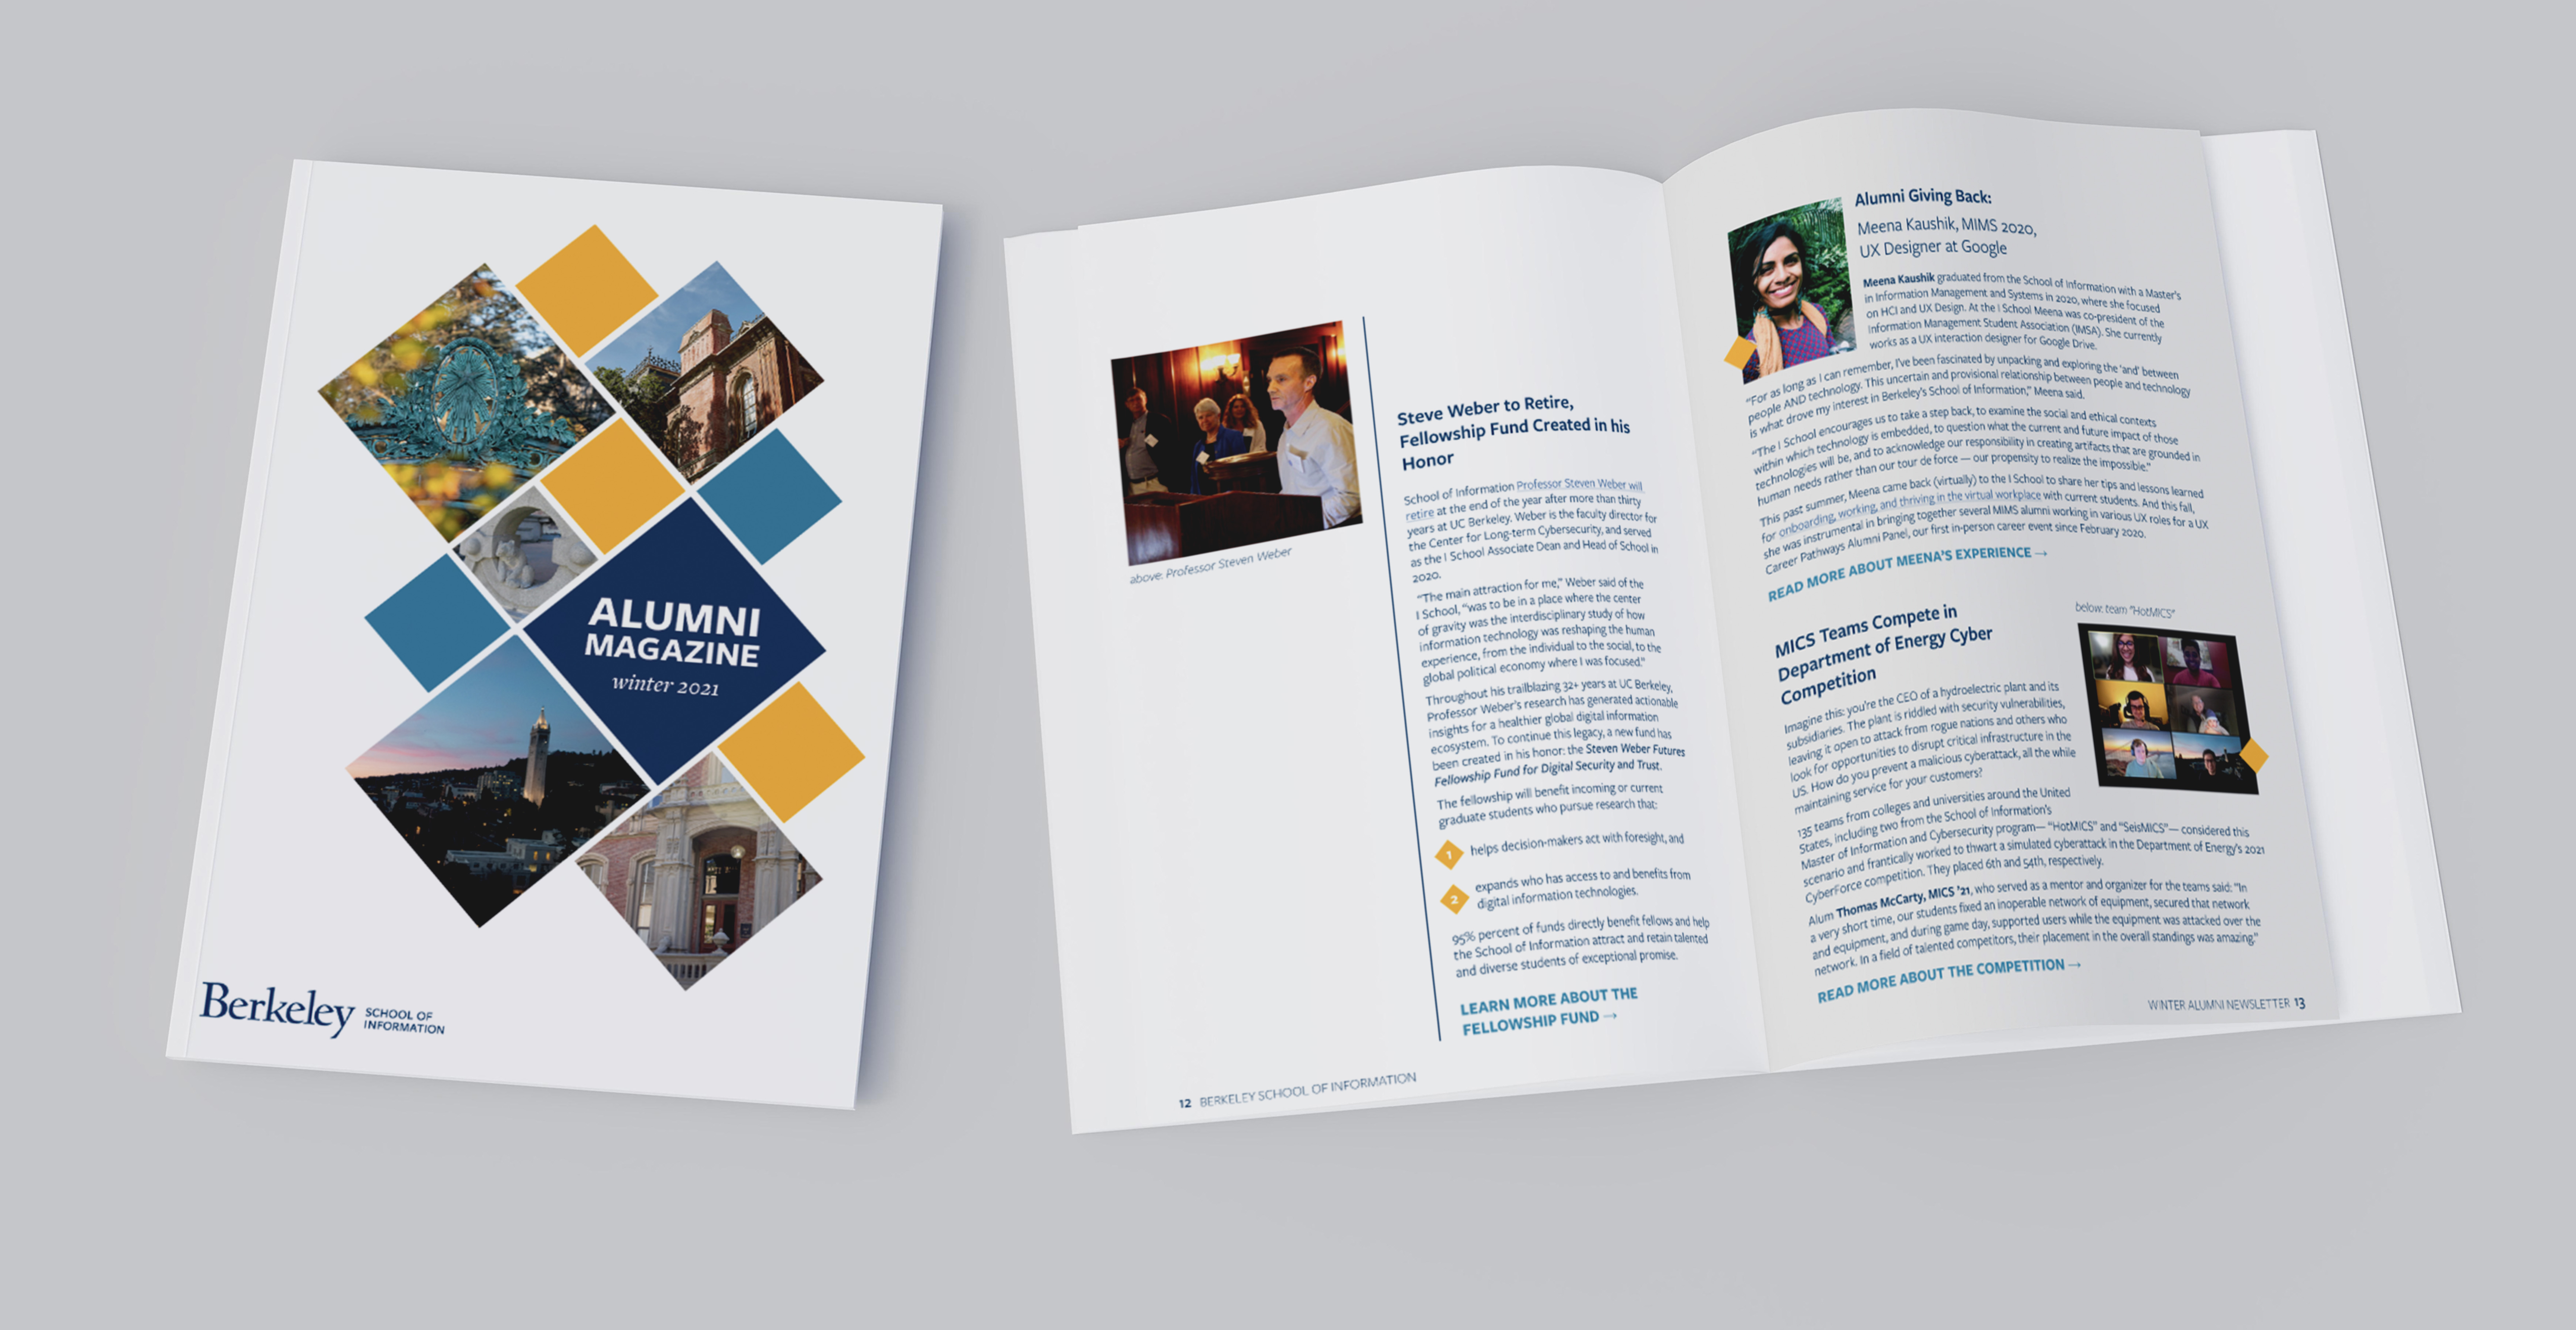 ALUMNI
MAGAZINE
winter 2021
Berkeley
SCHOOL OF
INFORMATION
above: Professor Steven Weber
Steve Weber to Retire,
Fellowship Fund Created in his
Honor
School of Information Professor Steven Weber will
retire at the end of the year after more than thirty
years at UC Berkeley. Weber is the faculty director for
the Center for Long-term Cybersecurity, and served
as the I School Associate Dean and Head of School in
2020.
"The main attraction for me," Weber said of the
I School, "was to be in a place where the center
of gravity was the interdisciplinary study of how
information technology was reshaping the human
experience, from the individual to the social, to the
global political economy where I was focused."
Throughout his trailblazing 32+ years at UC Berkeley,
Professor Weber's research has generated actionable
insights for a healthier global digital information
ecosystem. To continue this legacy, a new fund has
been created in his honor: the Steven Weber Futures
Fellowship Fund for Digital Security and Trust.
The fellowship will benefit incoming or current
graduate students who pursue research that:
1 helps decision-makers act with foresight, and
2 expands who has access to and benefits from
digital information technologies.
95% percent of funds directly benefit fellows and help
the School of Information attract and retain talented
and diverse students of exceptional promise.
LEARN MORE ABOUT THE
FELLOWSHIP FUND →
12 BERKELEY SCHOOL OF INFORMATION
Alumni Giving Back:
Meena Kaushik, MIMS 2020,
UX Designer at Google
Meena Kaushik graduated from the School of Information with a Master's
in Information Management and Systems in 2020, where she focused
on HCI and UX Design. At the I School Meena was co-president of the
Information Management Student Association (IMSA). She currently
works as a UX interaction designer for Google Drive.
"For as long as I can remember, I've been fascinated by unpacking and exploring the 'and' between
people AND technology. This uncertain and provisional relationship between people and technology
is what drove my interest in Berkeley's School of Information," Meena said.
"The I School encourages us to take a step back, to examine the social and ethical contexts
within which technology is embedded, to question what the current and future impact of those
technologies will be, and to acknowledge our responsibility in creating artifacts that are grounded in
human needs rather than our tour de force — our propensity to realize the impossible."
This past summer, Meena came back (virtually) to the I School to share her tips and lessons learned
for onboarding, working, and thriving in the virtual workplace with current students. And this fall,
she was instrumental in bringing together several MIMS alumni working in various UX roles for a UX
Career Pathways Alumni Panel, our first in-person career event since February 2020.
READ MORE ABOUT MEENA'S EXPERIENCE →
MICS Teams Compete in
Department of Energy Cyber
Competition
below: team "HotMICS"
Imagine this: you're the CEO of a hydroelectric plant and its
subsidiaries. The plant is riddled with security vulnerabilities,
leaving it open to attack from rogue nations and others who
look for opportunities to disrupt critical infrastructure in the
US. How do you prevent a malicious cyberattack, all the while
maintaining service for your customers?
135 teams from colleges and universities around the United
States, including two from the School of Information's
Master of Information and Cybersecurity program— "HotMICS" and "SeisMICS"— considered this
scenario and frantically worked to thwart a simulated cyberattack in the Department of Energy's 2021
CyberForce competition. They placed 6th and 54th, respectively.
Alum Thomas McCarty, MICS '21, who served as a mentor and organizer for the teams said: "In
a very short time, our students fixed an inoperable network of equipment, secured that network
and equipment, and during game day, supported users while the equipment was attacked over the
network. In a field of talented competitors, their placement in the overall standings was amazing."
READ MORE ABOUT THE COMPETITION →
WINTER ALUMNI NEWSLETTER 13